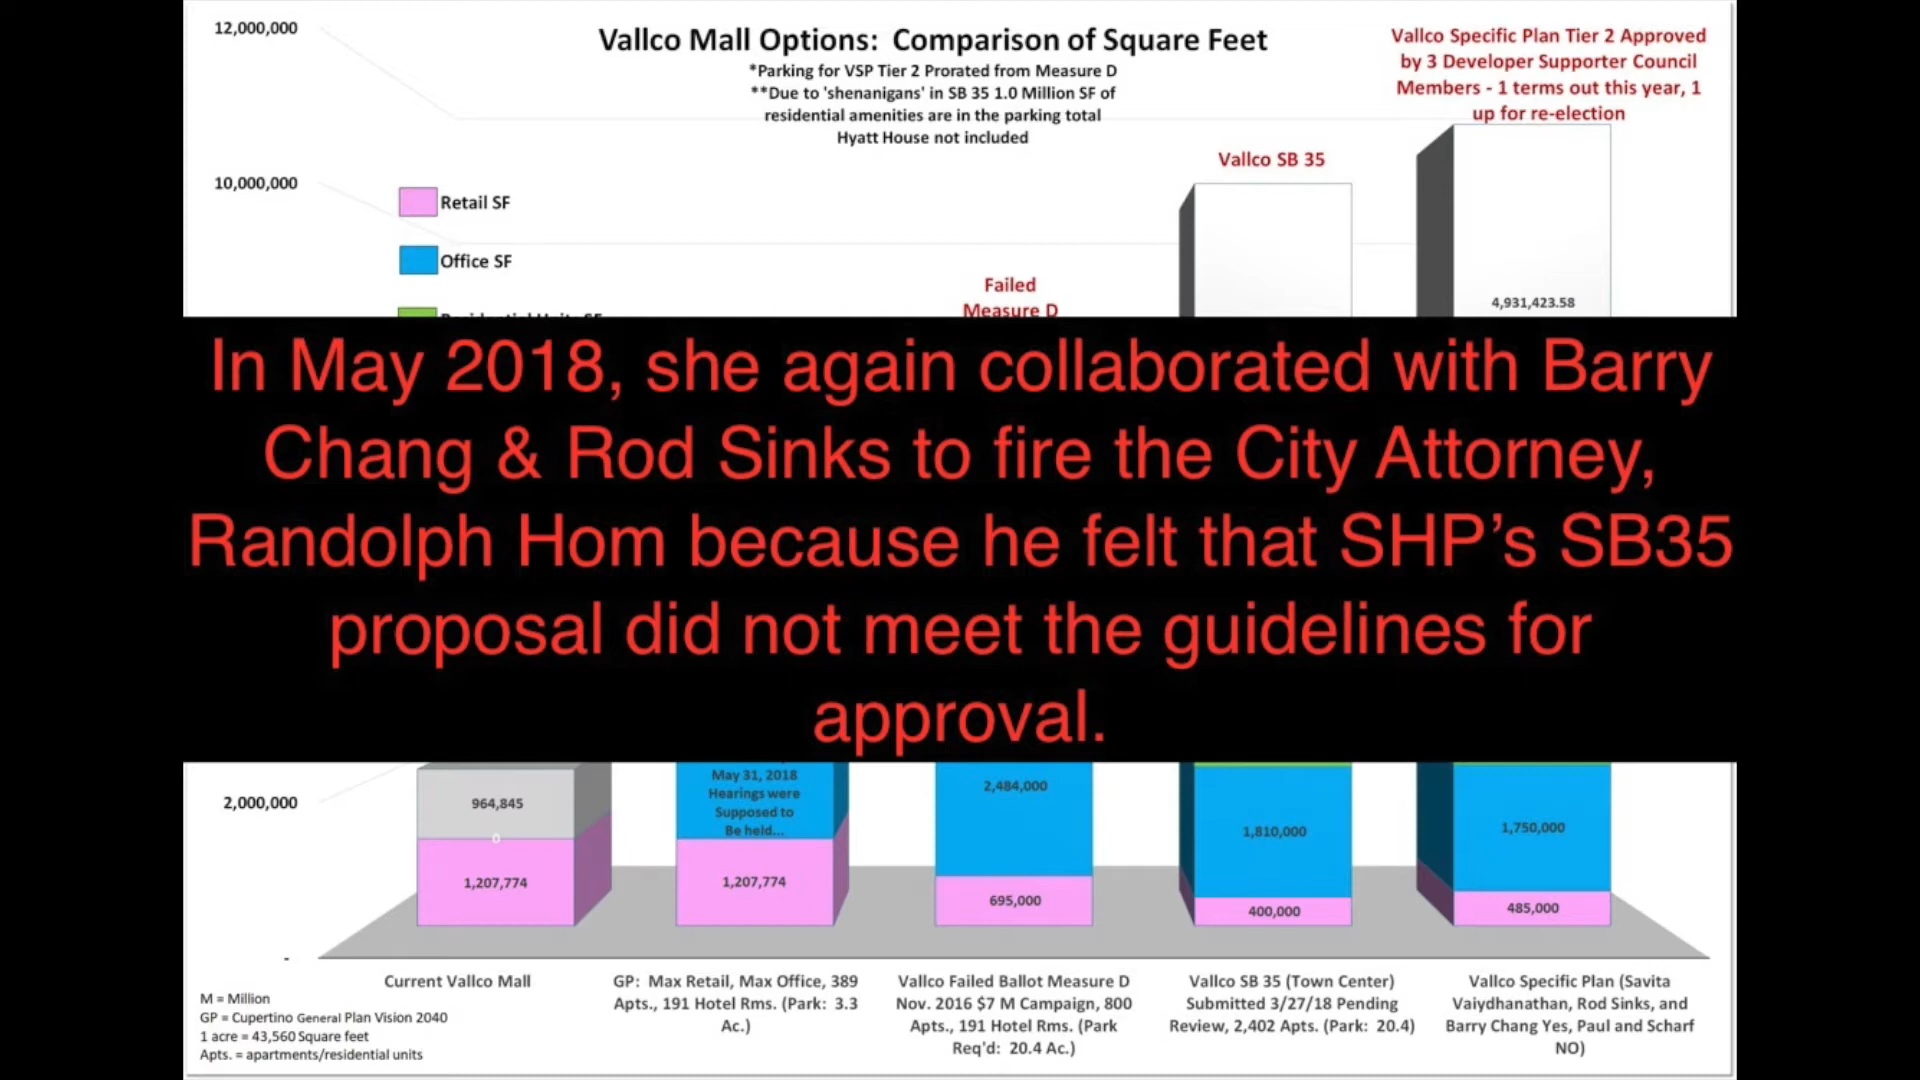 12,000,000
Vallco Mall Options:  Comparison of Square Feet
*Parking for VSP Tier 2 Prorated from Measure D
**Due to 'shenanigans' in SB 35 1.0 Million SF of
residential amenities are in the parking total
Hyatt House not included
Vallco Specific Plan Tier 2 Approved
by 3 Developer Supporter Council
Members - 1 terms out this year, 1
up for re-election
Vallco SB 35
10,000,000
Retail SF
Office SF
Failed
Measure D
4,931,423.58
Residential Units SF
In May 2018, she again collaborated with Barry
Chang & Rod Sinks to fire the City Attorney,
Randolph Hom because he felt that SHP’s SB35
proposal did not meet the guidelines for
approval.
2,000,000
964,845
0
1,207,774
May 31, 2018
Hearings were
Supposed to
Be held...
1,207,774
2,484,000
695,000
1,810,000
400,000
1,750,000
485,000
-
Current Vallco Mall
GP:  Max Retail, Max Office, 389
Apts., 191 Hotel Rms. (Park:  3.3
Ac.)
Vallco Failed Ballot Measure D
Nov. 2016 $7 M Campaign, 800
Apts., 191 Hotel Rms. (Park
Req'd:  20.4 Ac.)
Vallco SB 35 (Town Center)
Submitted 3/27/18 Pending
Review, 2,402 Apts. (Park:  20.4)
Vallco Specific Plan (Savita
Vaiydhanathan, Rod Sinks, and
Barry Chang Yes, Paul and Scharf
NO)
M = Million
GP = Cupertino General Plan Vision 2040
1 acre = 43,560 Square feet
Apts. = apartments/residential units